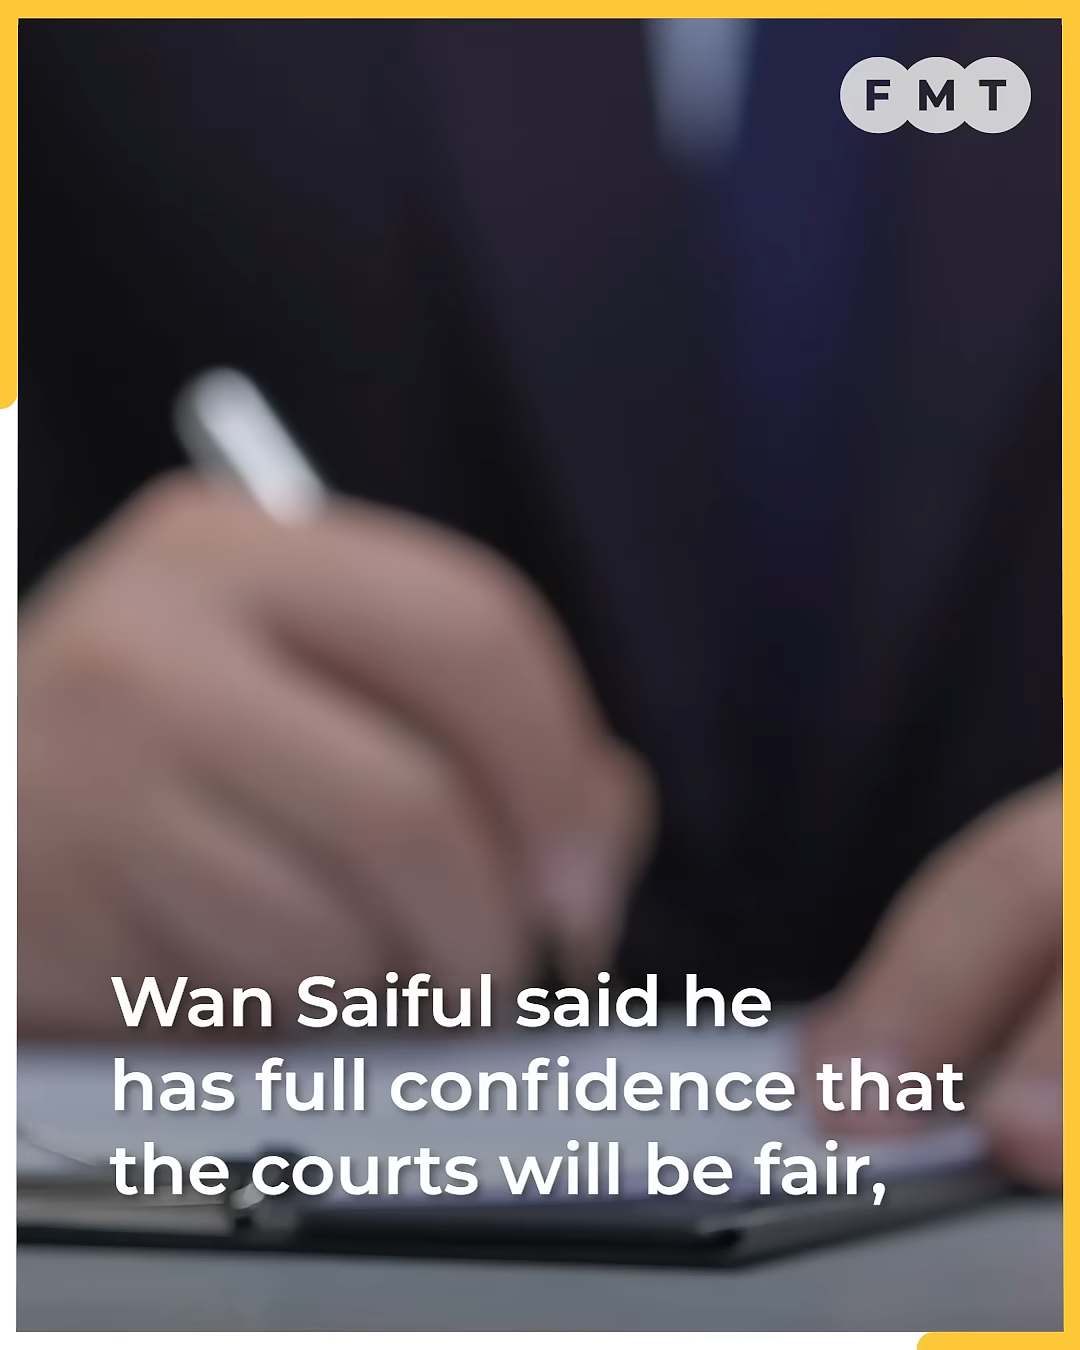 FMT
Wan Saiful said he
has full confidence that
the courts will be fair,